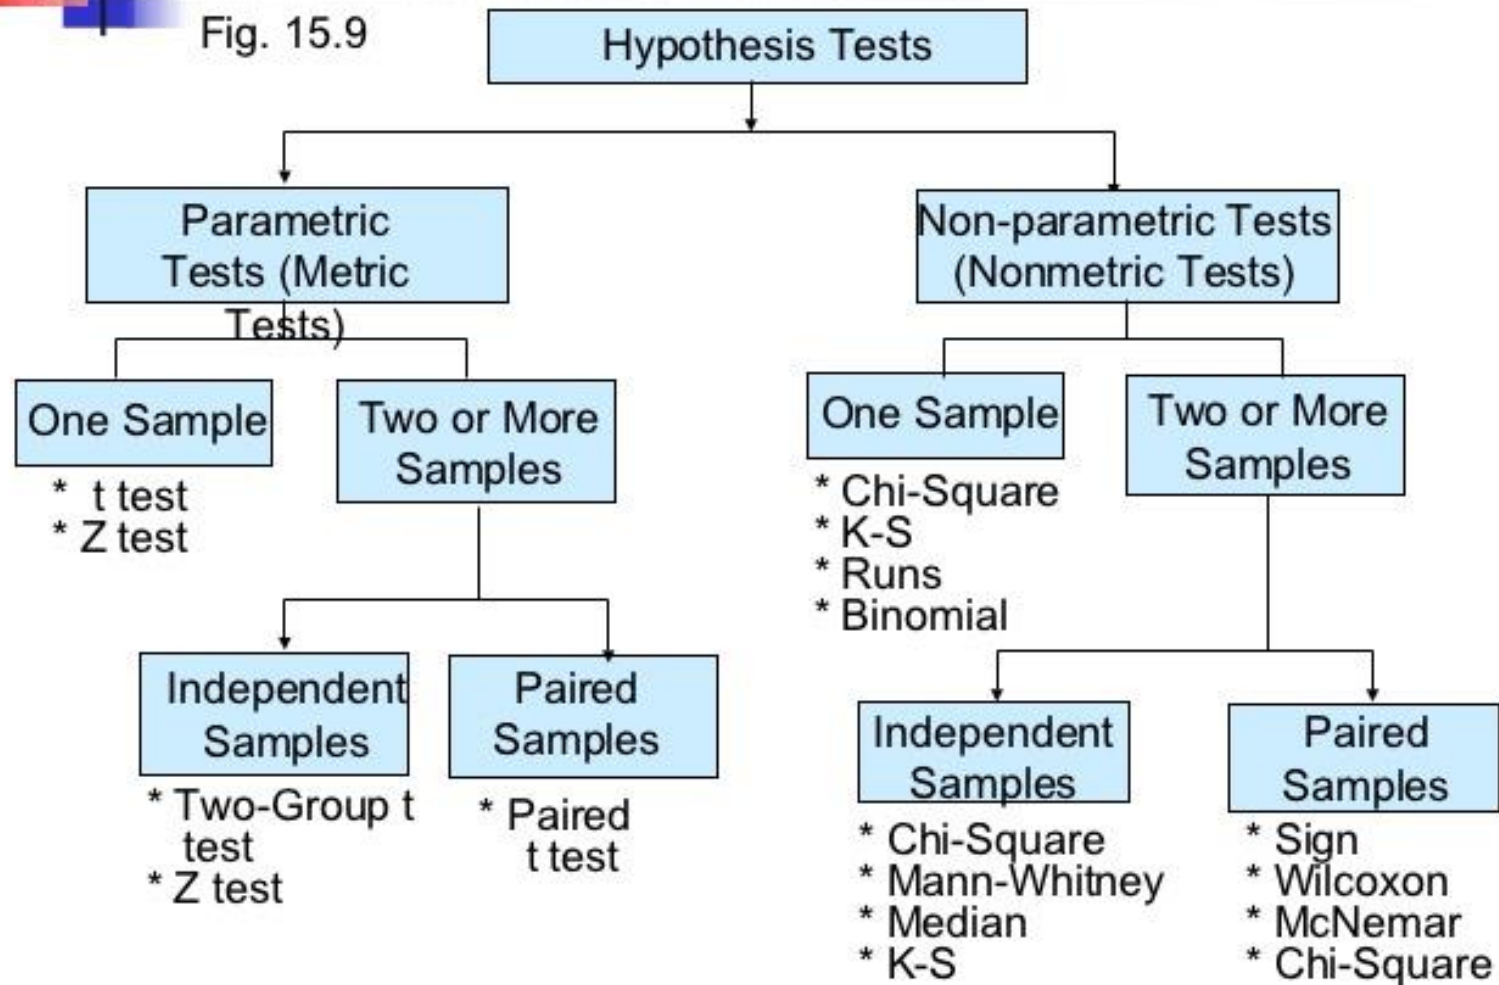 Fig. 15.9
Hypothesis Tests
Parametric
Tests (Metric
Tests)
Non-parametric Tests
(Nonmetric Tests)
One Sample
* t test
* Z test
Two or More
Samples
Independent
Samples
* Two-Group t
test
* Z test
Paired
Samples
* Paired
t test
One Sample
* Chi-Square
* K-S
* Runs
* Binomial
Two or More
Samples
Independent
Samples
* Chi-Square
* Mann-Whitney
* Median
* K-S
Paired
Samples
* Sign
* Wilcoxon
* McNemar
* Chi-Square